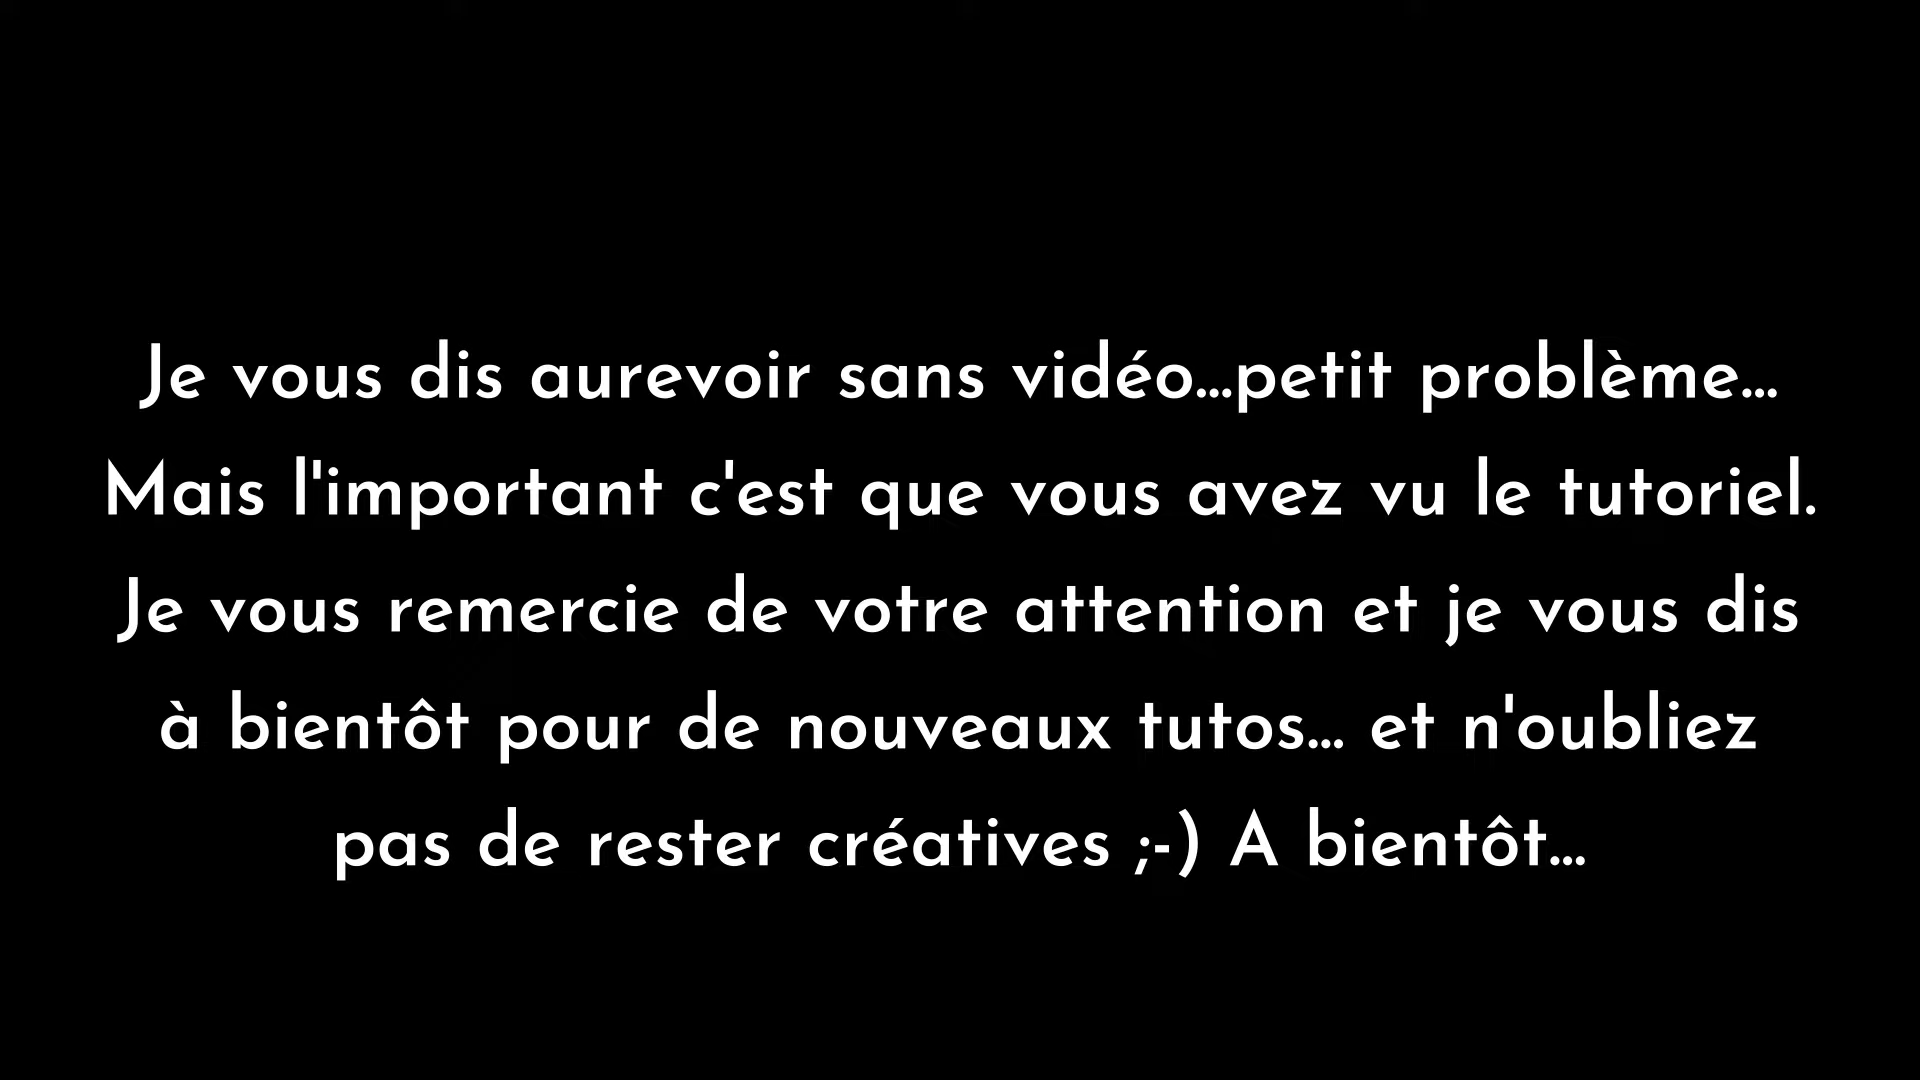 Je vous dis aurevoir sans vidéo...petit problème...
Mais l'important c'est que vous avez vu le tutoriel.
Je vous remercie de votre attention et je vous dis
à bientôt pour de nouveaux tutos... et n'oubliez
pas de rester créatives ;-) A bientôt...